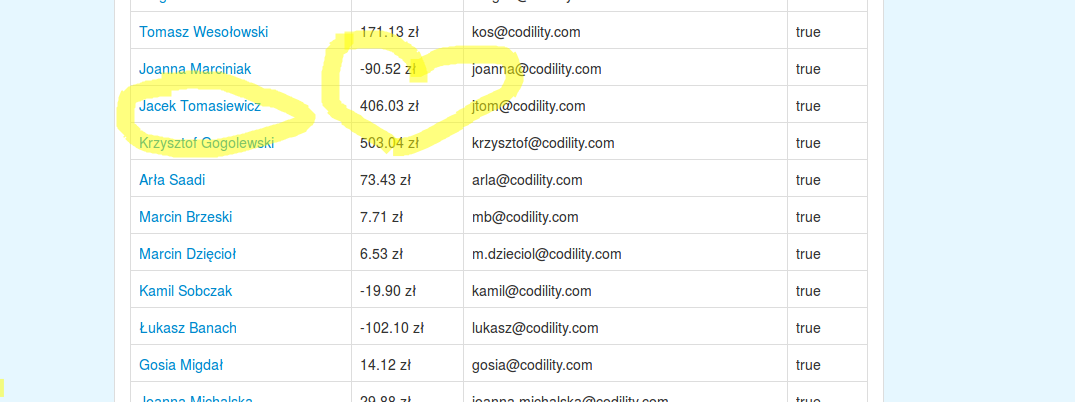 Tomasz Wesołowski 171.13 zł kos@codility.com true
Joanna Marciniak -90.52 zł joanna@codility.com true
Jacek Tomasiewicz 406.03 zł jtom@codility.com true
Krzysztof Gogolewski 503.04 zł krzysztof@codility.com true
Arła Saadi 73.43 zł arla@codility.com true
Marcin Brzeski 7.71 zł mb@codility.com true
Marcin Dzięcioł 6.53 zł m.dzieciol@codility.com true
Kamil Sobczak -19.90 zł kamil@codility.com true
Łukasz Banach -102.10 zł lukasz@codility.com true
Gosia Migdał 14.12 zł gosia@codility.com true
Joanna Michalska 29.88 zł joanna.michalska@codility.com true